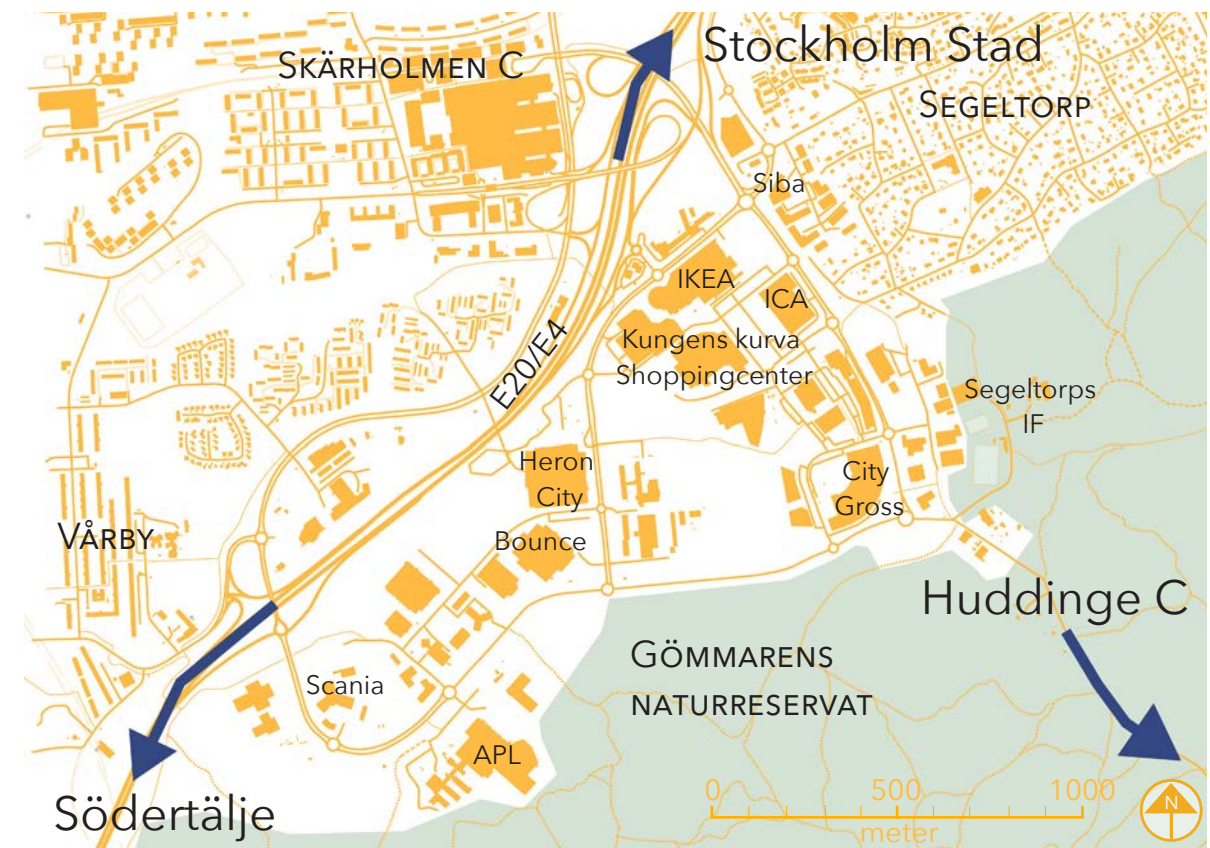 Stockholm Stad
SKÄRHOLMEN C
SEGELTORP
Siba
IKEA
ICA
Kungens kurva
Shoppingcenter
E20/E4
Segeltorps
IF
Heron
City
City
Gross
VÅRBY
Bounce
Huddinge C
GÖMMARENS
NATURRESERVAT
Scania
APL
Södertälje
0 500 1000
meter
N